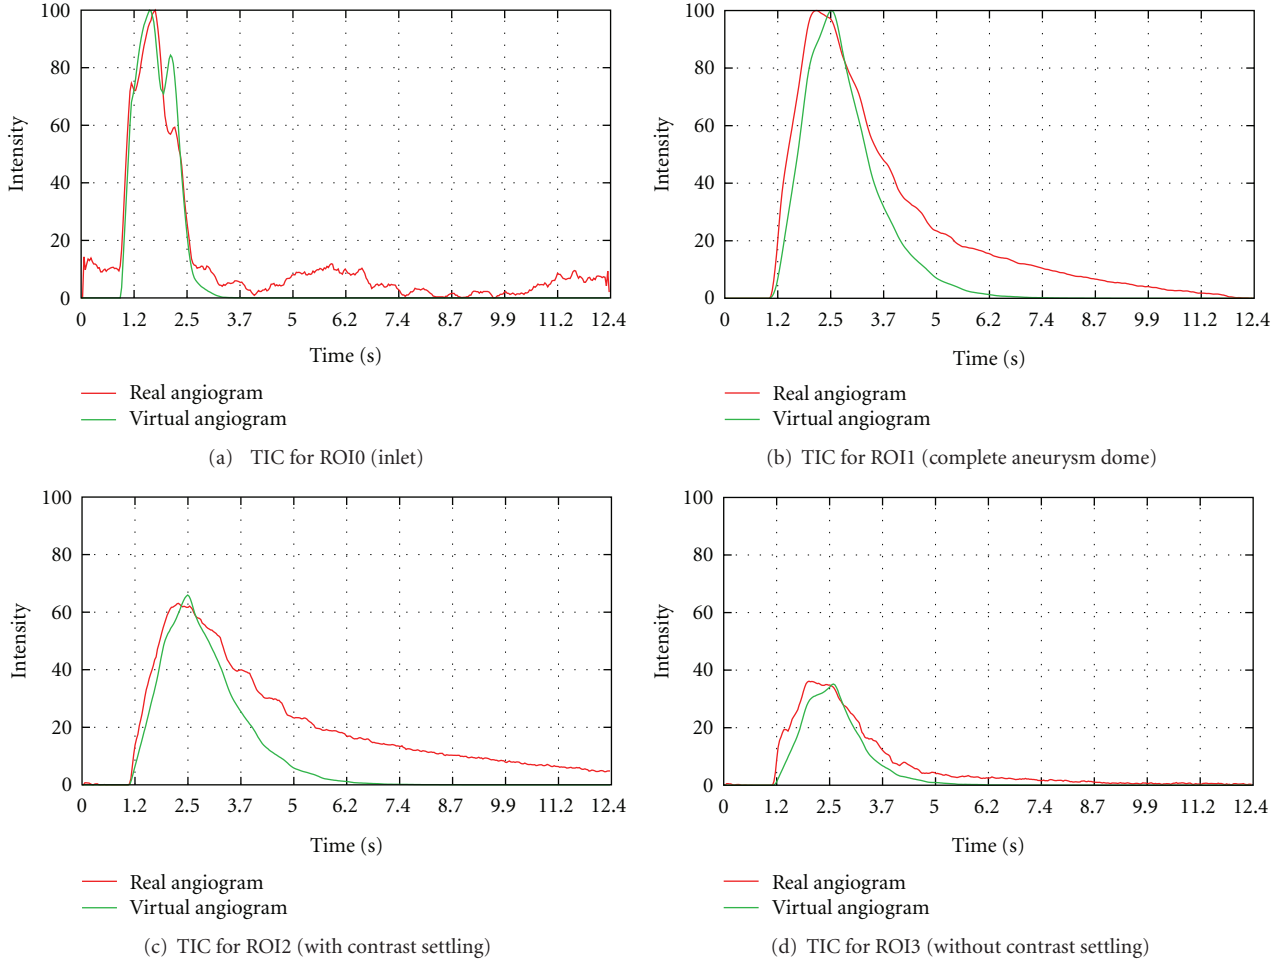 100
80
60
40
20
0
Intensity
0 1.2 2.5 3.7 5 6.2 7.4 8.7 9.9 11.2 12.4
Time (s)
Real angiogram
Virtual angiogram
(a) TIC for ROI0 (inlet)
100
80
60
40
20
0
Intensity
0 1.2 2.5 3.7 5 6.2 7.4 8.7 9.9 11.2 12.4
Time (s)
Real angiogram
Virtual angiogram
(b) TIC for ROI1 (complete aneurysm dome)
100
80
60
40
20
0
Intensity
0 1.2 2.5 3.7 5 6.2 7.4 8.7 9.9 11.2 12.4
Time (s)
Real angiogram
Virtual angiogram
(c) TIC for ROI2 (with contrast settling)
100
80
60
40
20
0
Intensity
0 1.2 2.5 3.7 5 6.2 7.4 8.7 9.9 11.2 12.4
Time (s)
Real angiogram
Virtual angiogram
(d) TIC for ROI3 (without contrast settling)